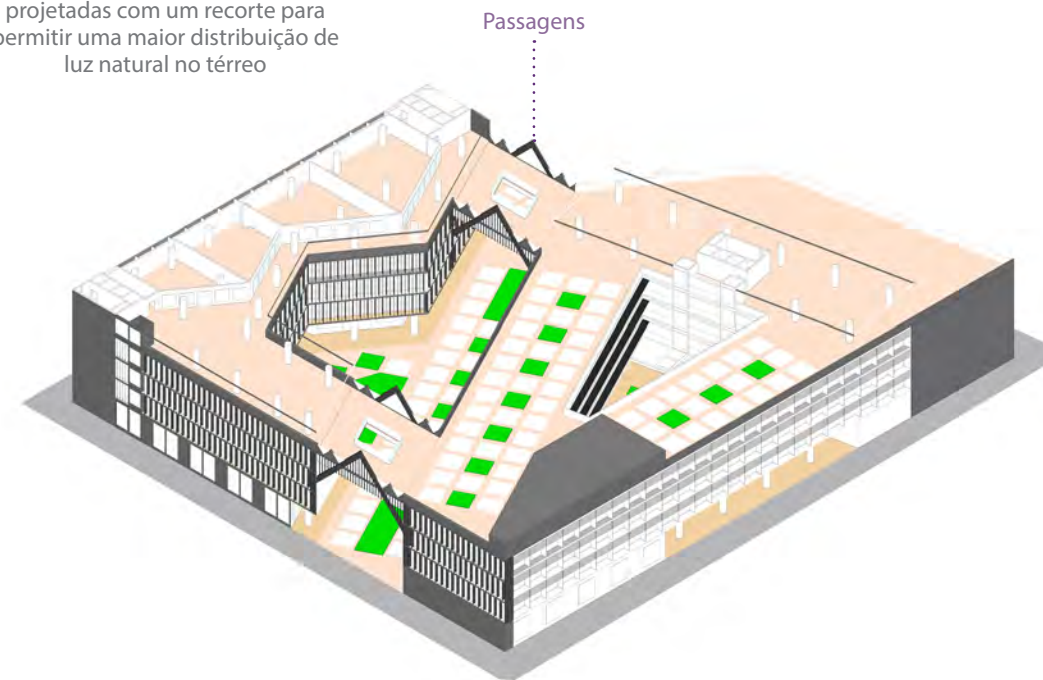 projetadas com um recorte para
permitir uma maior distribuição de
luz natural no térreo
Passagens